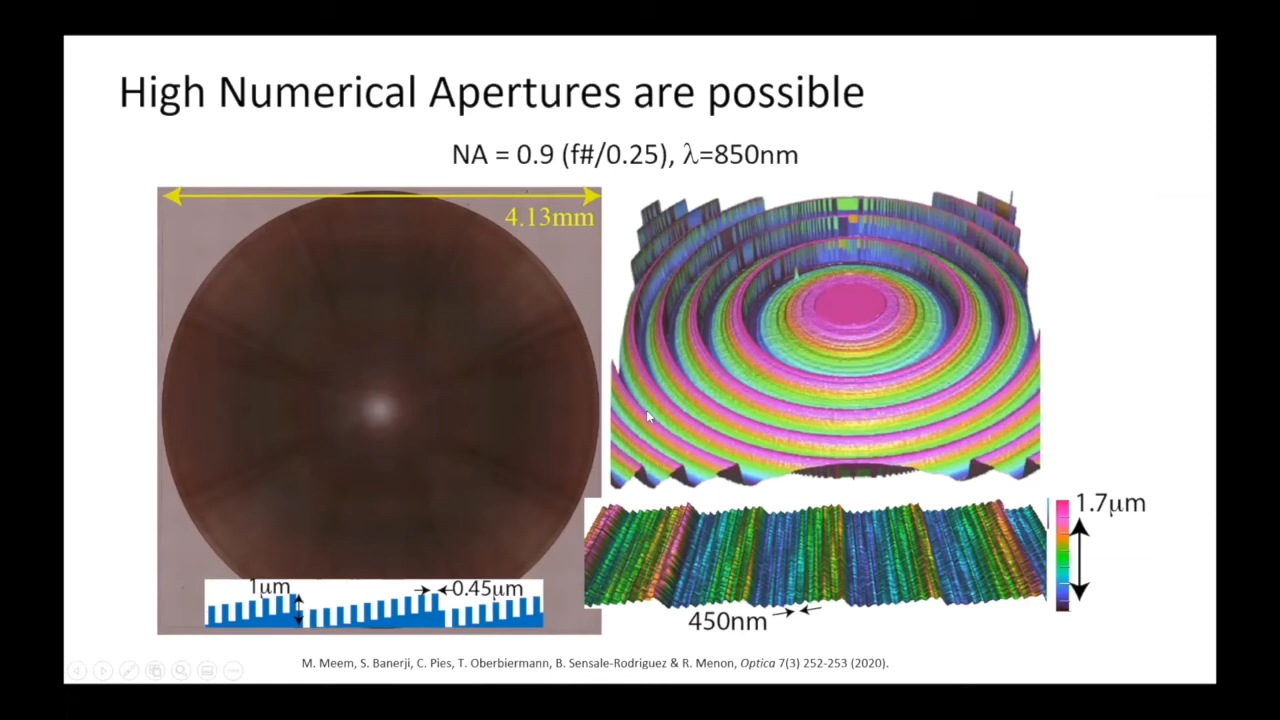 High Numerical Apertures are possible
NA = 0.9 (f#/0.25), λ=850nm
4.13mm
1μm
0.45μm
1.7μm
450nm
M. Meem, S. Banerji, C. Pies, T. Oberbiermann, B. Sensale-Rodriguez & R. Menon, Optica 7(3) 252-253 (2020).